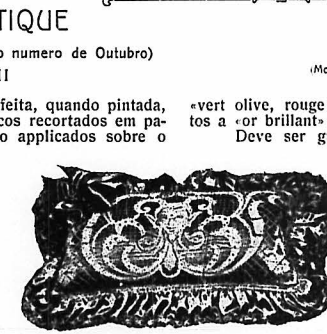 TIQUE
o numero de Outubro)
II
feita, quando pintada,
cos recortados em pa-
o applicados sobre o
(Mo
«vert olive, rouge
tos a «or brillant»
Deve ser g